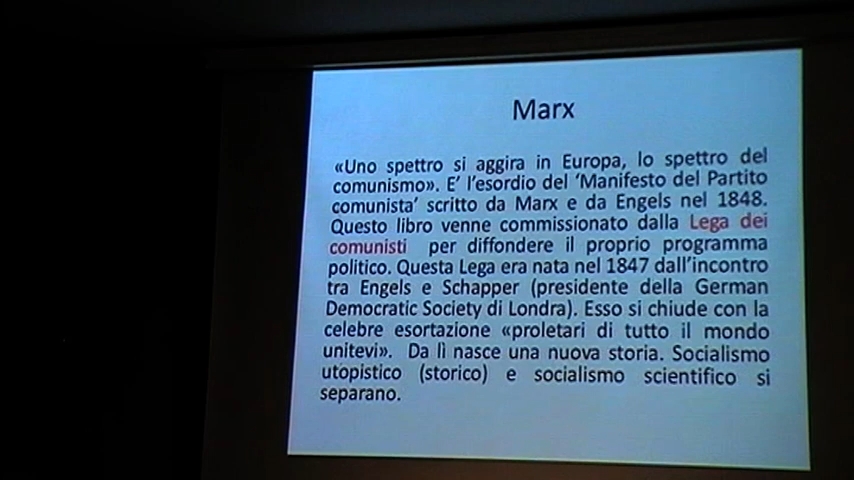 Marx
«Uno spettro si aggira in Europa, lo spettro del
comunismo». E' l'esordio del 'Manifesto del Partito
comunista' scritto da Marx e da Engels nel 1848.
Questo libro venne commissionato dalla Lega dei
comunisti per diffondere il proprio programma
politico. Questa Lega era nata nel 1847 dall'incontro
tra Engels e Schapper (presidente della German
Democratic Society di Londra). Esso si chiude con la
celebre esortazione «proletari di tutto il mondo
unitevi». Da lì nasce una nuova storia. Socialismo
utopistico (storico) e socialismo scientifico si
separano.